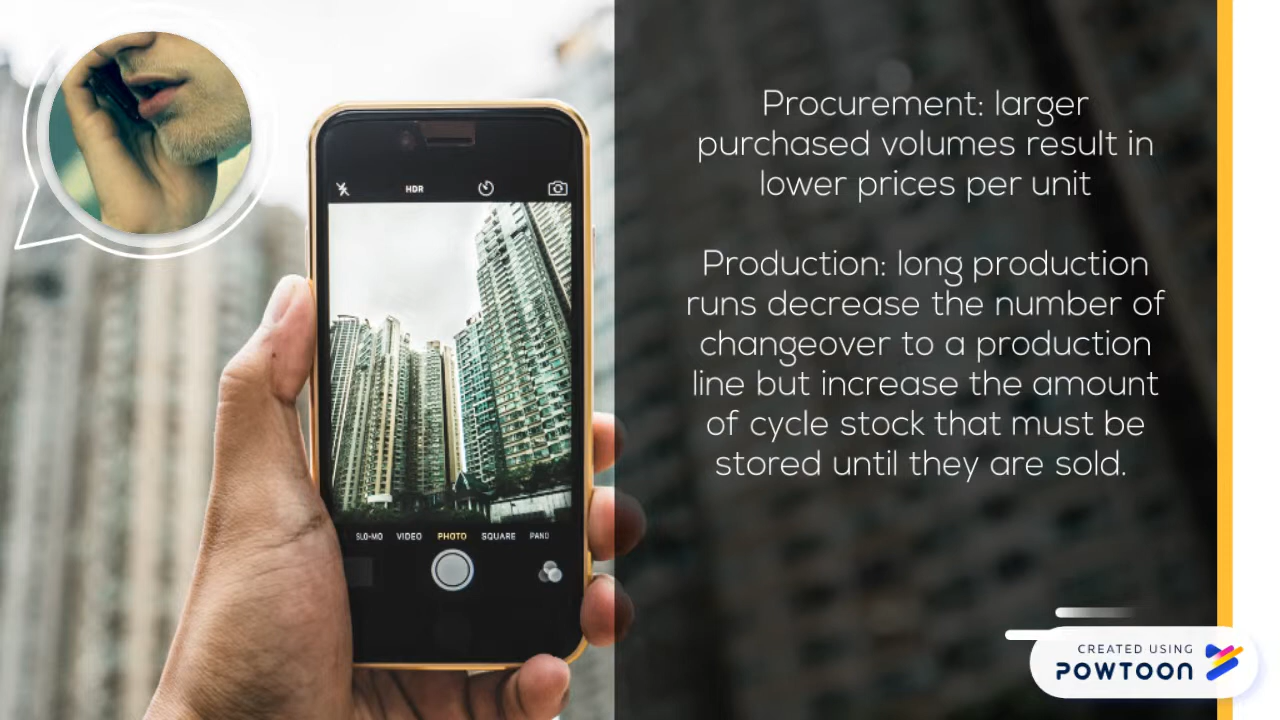 HDR
SLO-MO VIDEO PHOTO SQUARE PANO
Procurement: larger
purchased volumes result in
lower prices per unit
Production: long production
runs decrease the number of
changeover to a production
line but increase the amount
of cycle stock that must be
stored until they are sold.
CREATED USING
POWTOON